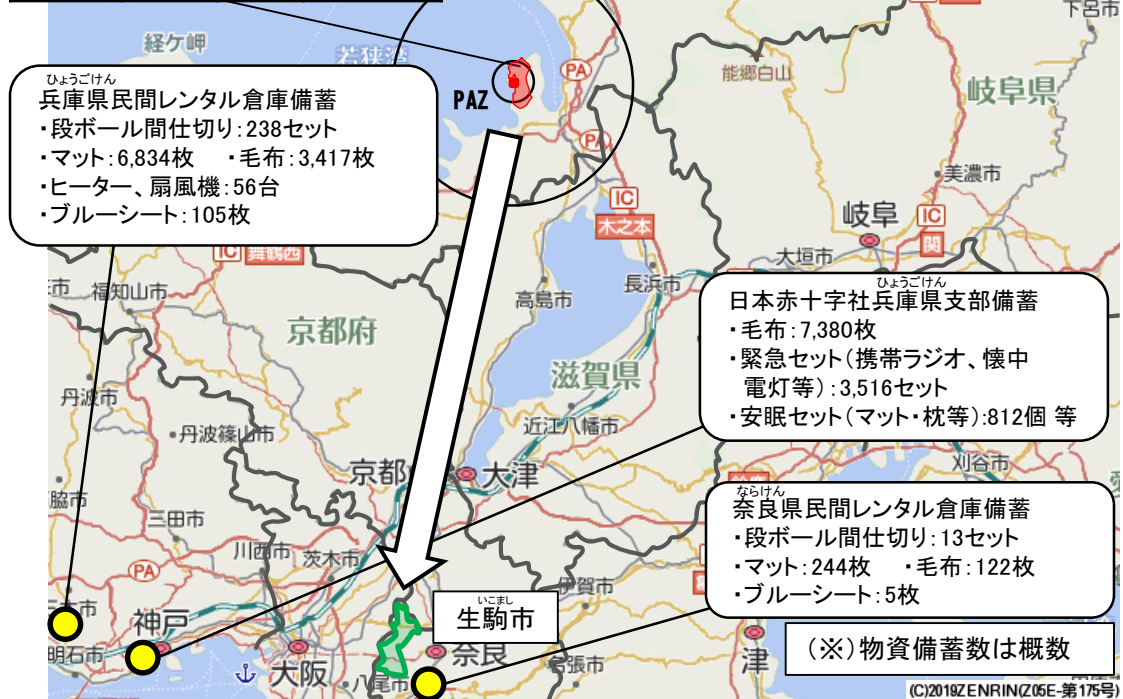 下呂市
経ケ岬
能郷白山
岐阜県
PA
PAZ
ひょうごけん
兵庫県民間レンタル倉庫備蓄
・段ボール間仕切り：238セット
・マット：6,834枚　・毛布：3,417枚
・ヒーター、扇風機：56台
・ブルーシート：105枚
PA
美濃市
IC
木之本
岐阜
IC
関
大垣市
IC 舞鶴西
福知山市
京都府
高島市
長浜市
ひょうごけん
日本赤十字社兵庫県支部備蓄
・毛布：7,380枚
・緊急セット（携帯ラジオ、懐中
電灯等）：3,516セット
・安眠セット（マット・枕等）：812個 等
滋賀県
丹波市
・丹波篠山市
近江八幡市
京都
大津
刈谷市
三田市
川西市
茨木市
PA
ならけん
奈良県民間レンタル倉庫備蓄
・段ボール間仕切り：13セット
・マット：244枚　・毛布：122枚
・ブルーシート：5枚
伊賀市
いこまし
生駒市
神戸
明石市
大阪
八尾市
奈良
名張市
津
（※）物資備蓄数は概数
(C)2019ZENRIN(Z05E-第175号)